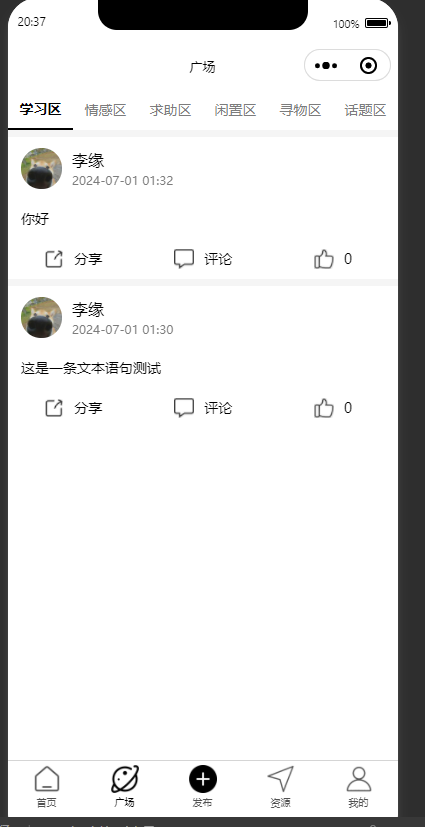 20:37
100%
广场
学习区 情感区 求助区 闲置区 寻物区 话题区
李缘
2024-07-01 01:32
你好
分享 评论 0
李缘
2024-07-01 01:30
这是一条文本语句测试
分享 评论 0
首页 广场 发布 资源 我的